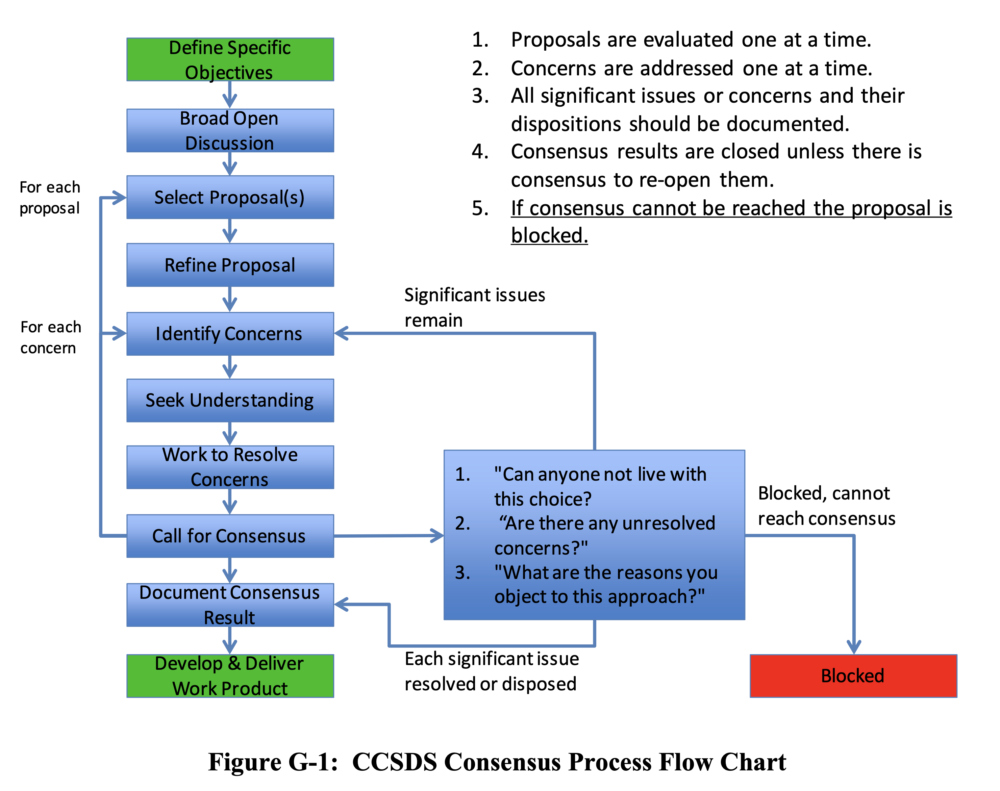 Define Specific
Objectives
Broad Open
Discussion
For each
proposal
Select Proposal(s)
Refine Proposal
For each
concern
Identify Concerns
Seek Understanding
Work to Resolve
Concerns
Call for Consensus
Document Consensus
Result
Develop & Deliver
Work Product
1. Proposals are evaluated one at a time.
2. Concerns are addressed one at a time.
3. All significant issues or concerns and their
dispositions should be documented.
4. Consensus results are closed unless there is
consensus to re-open them.
5. If consensus cannot be reached the proposal is
blocked.
Significant issues
remain
1. "Can anyone not live with
this choice?
2. “Are there any unresolved
concerns?"
3. "What are the reasons you
object to this approach?"
Blocked, cannot
reach consensus
Each significant issue
resolved or disposed
Blocked
Figure G-1: CCSDS Consensus Process Flow Chart